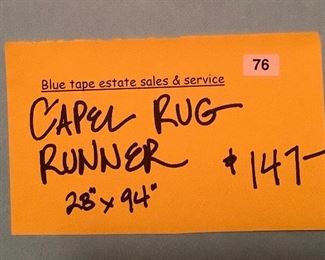 76
Blue tape estate sales & service
CAPEL RUG
RUNNER $147-
28" x 94"